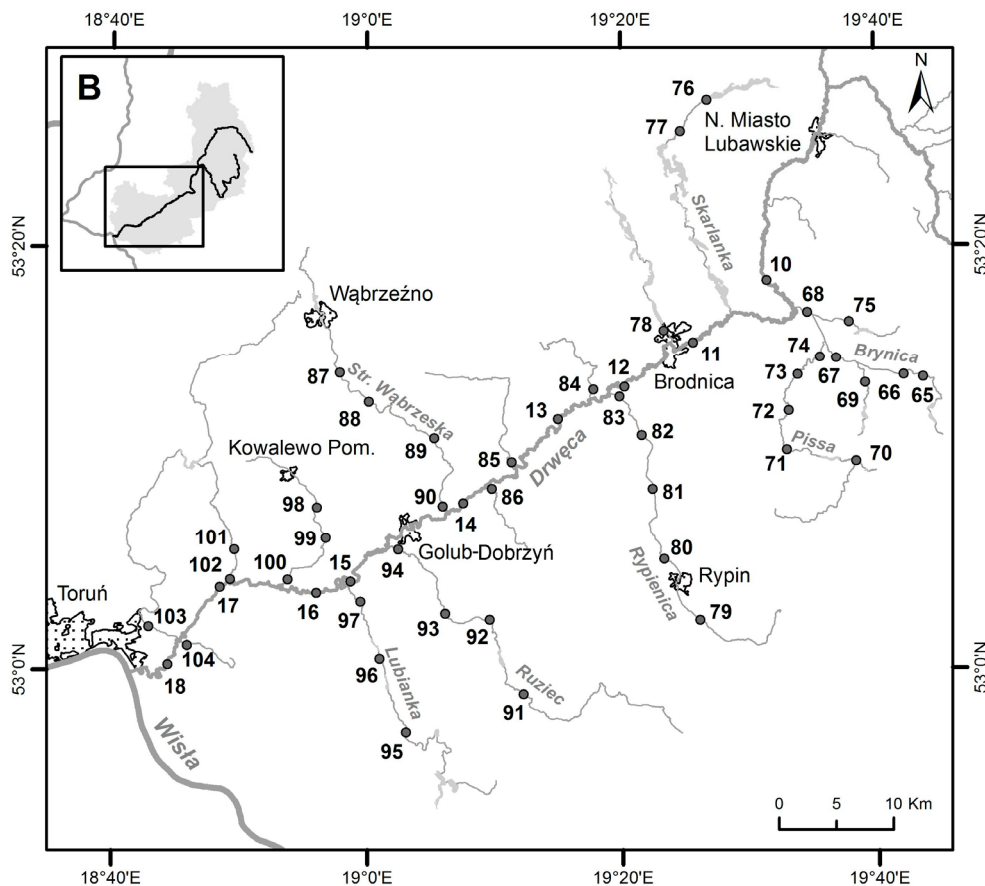 18°40'E 19°0'E 19°20'E 19°40'E
B
N
76
77
N. Miasto
Lubawskie
Skarlanka
53°20'N
53°20'N
10
68
75
Wąbrzeźno
78
11
Brodnica
74
67
Brynica
73
66
65
69
87
Str. Wąbrzeska
88
84
12
83
13
72
82
Kowalewo Pom.
89
85
Drwęca
71
Pissa
70
98
90
14
86
81
99
101
102
100
15
94
Golub-Dobrzyń
80
Rypin
Rypienica
Toruń
17
16
97
103
93
92
79
104
18
96
Lubianka
53°0'N
53°0'N
Ruziec
91
95
Wisła
0 5 10 Km
18°40'E 19°0'E 19°20'E 19°40'E